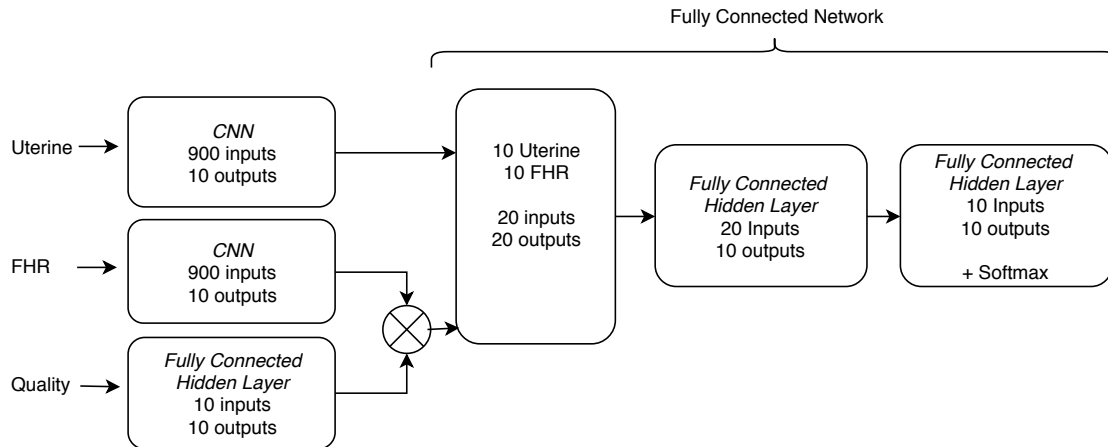 Fully Connected Network
Uterine
CNN
900 inputs
10 outputs
FHR
CNN
900 inputs
10 outputs
Quality
Fully Connected
Hidden Layer
10 inputs
10 outputs
10 Uterine
10 FHR
20 inputs
20 outputs
Fully Connected
Hidden Layer
20 Inputs
10 outputs
Fully Connected
Hidden Layer
10 Inputs
10 outputs
+ Softmax